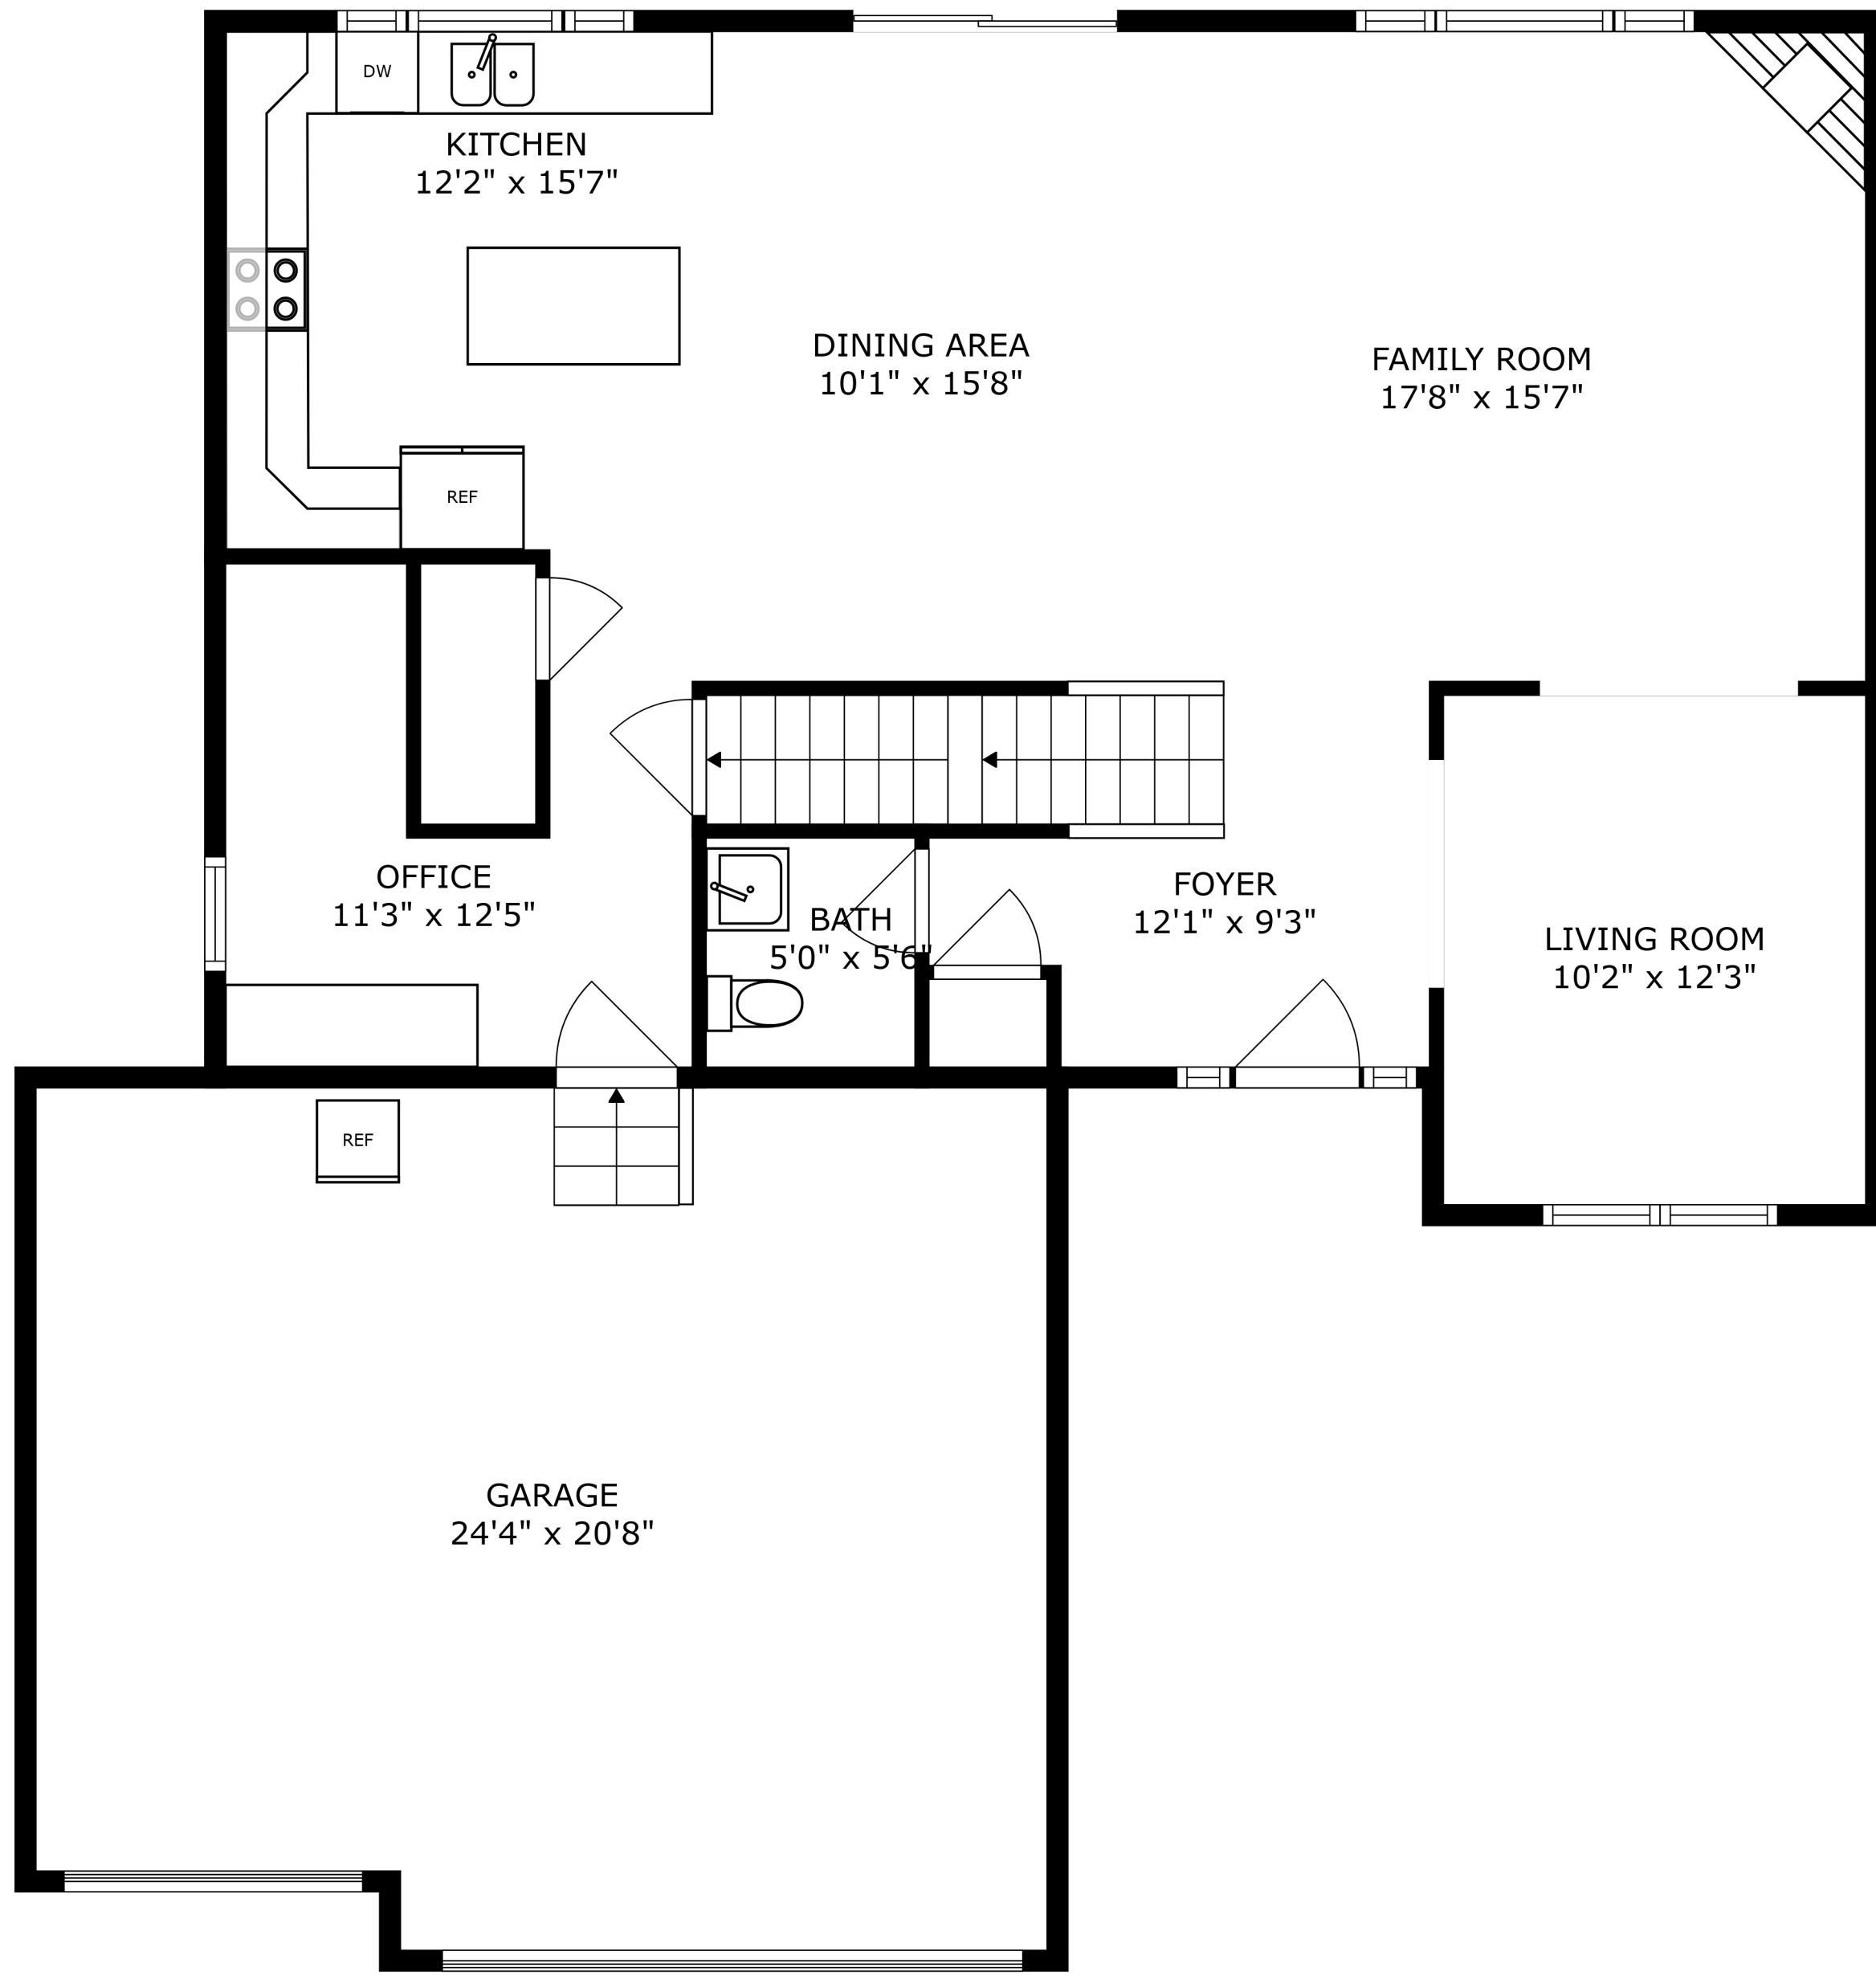 DW
KITCHEN
12'2" x 15'7"
DINING AREA
10'1" x 15'8"
FAMILY ROOM
17'8" x 15'7"
REF
OFFICE
11'3" x 12'5"
BATH
5'0" x 5'6"
FOYER
12'1" x 9'3"
LIVING ROOM
10'2" x 12'3"
REF
GARAGE
24'4" x 20'8"